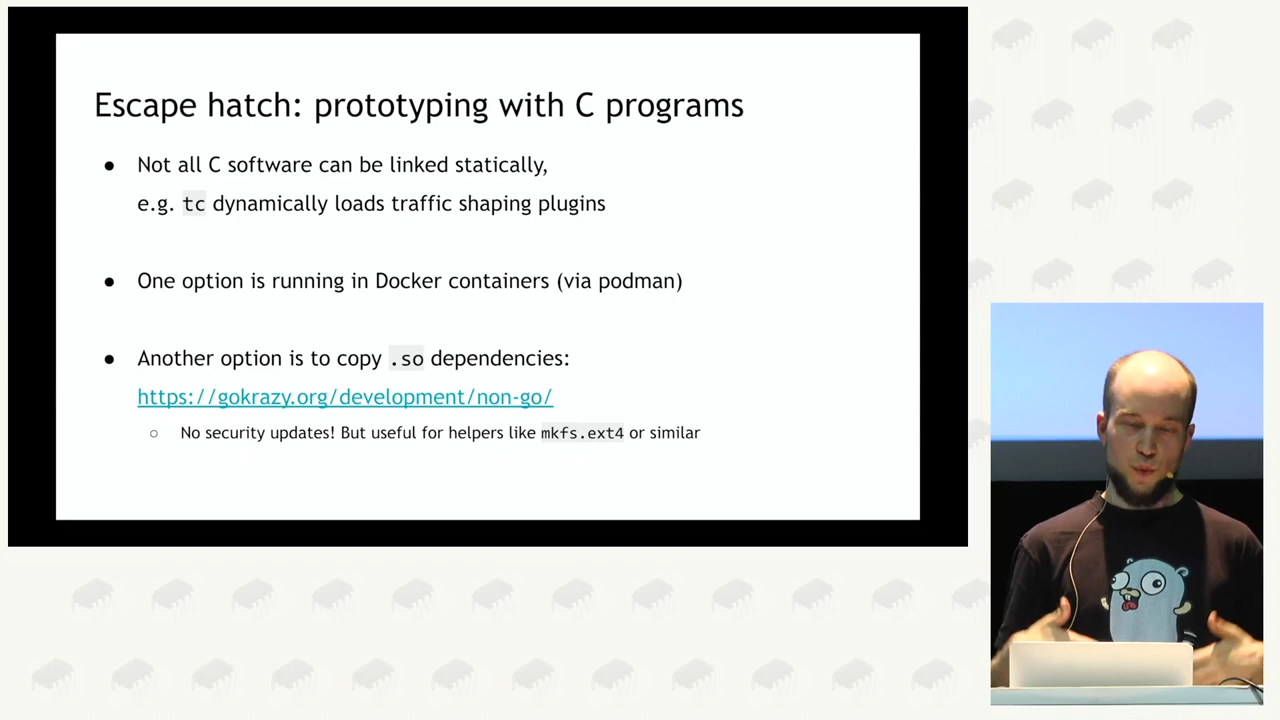 Escape hatch: prototyping with C programs
● Not all C software can be linked statically,
e.g. tc dynamically loads traffic shaping plugins
● One option is running in Docker containers (via podman)
● Another option is to copy .so dependencies:
https://gokrazy.org/development/non-go/
○ No security updates! But useful for helpers like mkfs.ext4 or similar